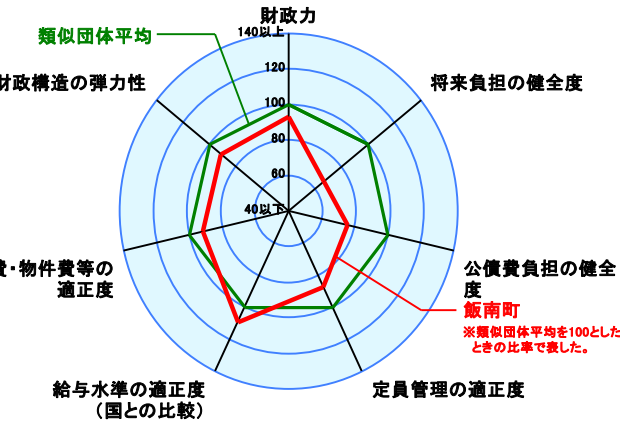 財政力
類似団体平均
140以上
120
100
80
60
40以下
財政構造の弾力性
将来負担の健全度
費・物件費等の
適正度
公債費負担の健全
度
飯南町
※類似団体平均を100とした
ときの比率で表した。
給与水準の適正度
（国との比較）
定員管理の適正度